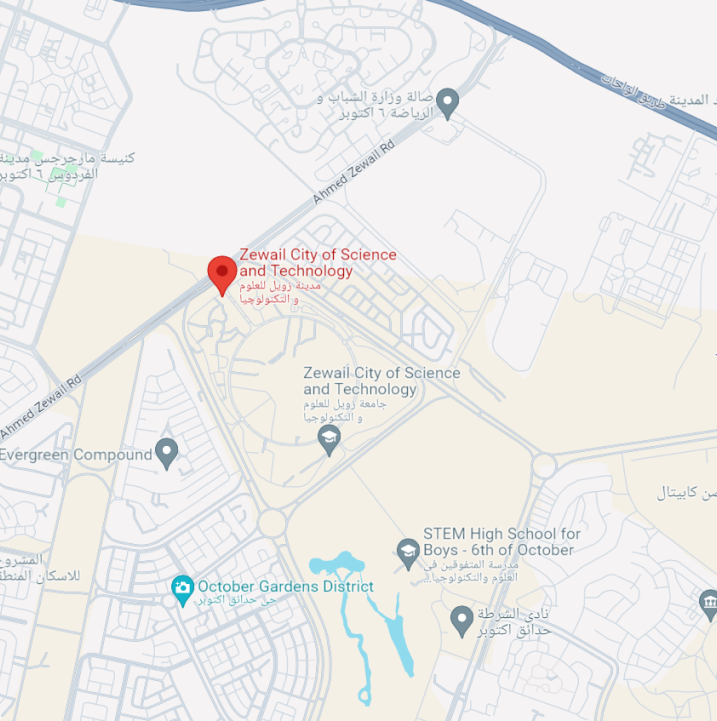 طريق الواحات
المدينة
صالة وزارة الشباب و
الرياضة ٦ أكتوبر
كنيسة مارجرجس مدينة
الفردوس ٦ أكتوبر
Ahmed Zewail Rd
Zewail City of Science
and Technology
مدينة زويل للعلوم
و التكنولوجيا
Zewail City of Science
and Technology
جامعة زويل للعلوم
و التكنولوجيا
Ahmed Zewail Rd
Evergreen Compound
كابيتال
STEM High School for
Boys - 6th of October
مدرسة المتفوقين في
العلوم والتكنولوجيا...
المشروع
للاسكان
October Gardens District
حي حدائق أكتوبر
نادي الشرطة
حدائق اكتوبر